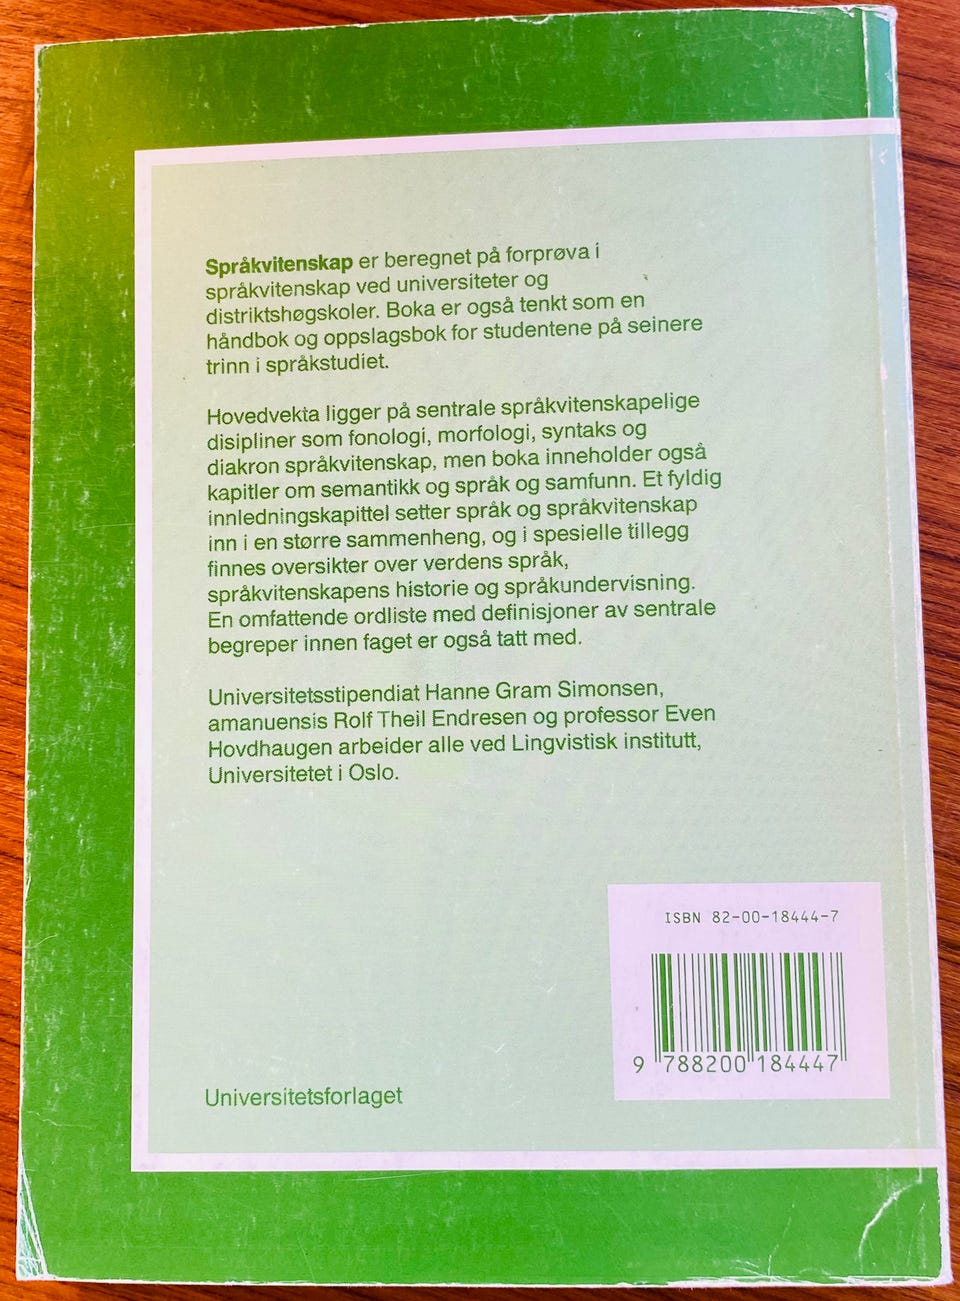 Språkvitenskap er beregnet på forprøva i
språkvitenskap ved universiteter og
distriktshøgskoler. Boka er også tenkt som en
håndbok og oppslagsbok for studentene på seinere
trinn i språkstudiet.
Hovedvekta ligger på sentrale språkvitenskapelige
disipliner som fonologi, morfologi, syntaks og
diakron språkvitenskap, men boka inneholder også
kapitler om semantikk og språk og samfunn. Et fyldig
innledningskapittel setter språk og språkvitenskap
inn i en større sammenheng, og i spesielle tillegg
finnes oversikter over verdens språk,
språkvitenskapens historie og språkundervisning.
En omfattende ordliste med definisjoner av sentrale
begreper innen faget er også tatt med.
Universitetsstipendiat Hanne Gram Simonsen,
amanuensis Rolf Theil Endresen og professor Even
Hovdhaugen arbeider alle ved Lingvistisk institutt,
Universitetet i Oslo.
ISBN 82-00-18444-7
9 788200 184447
Universitetsforlaget